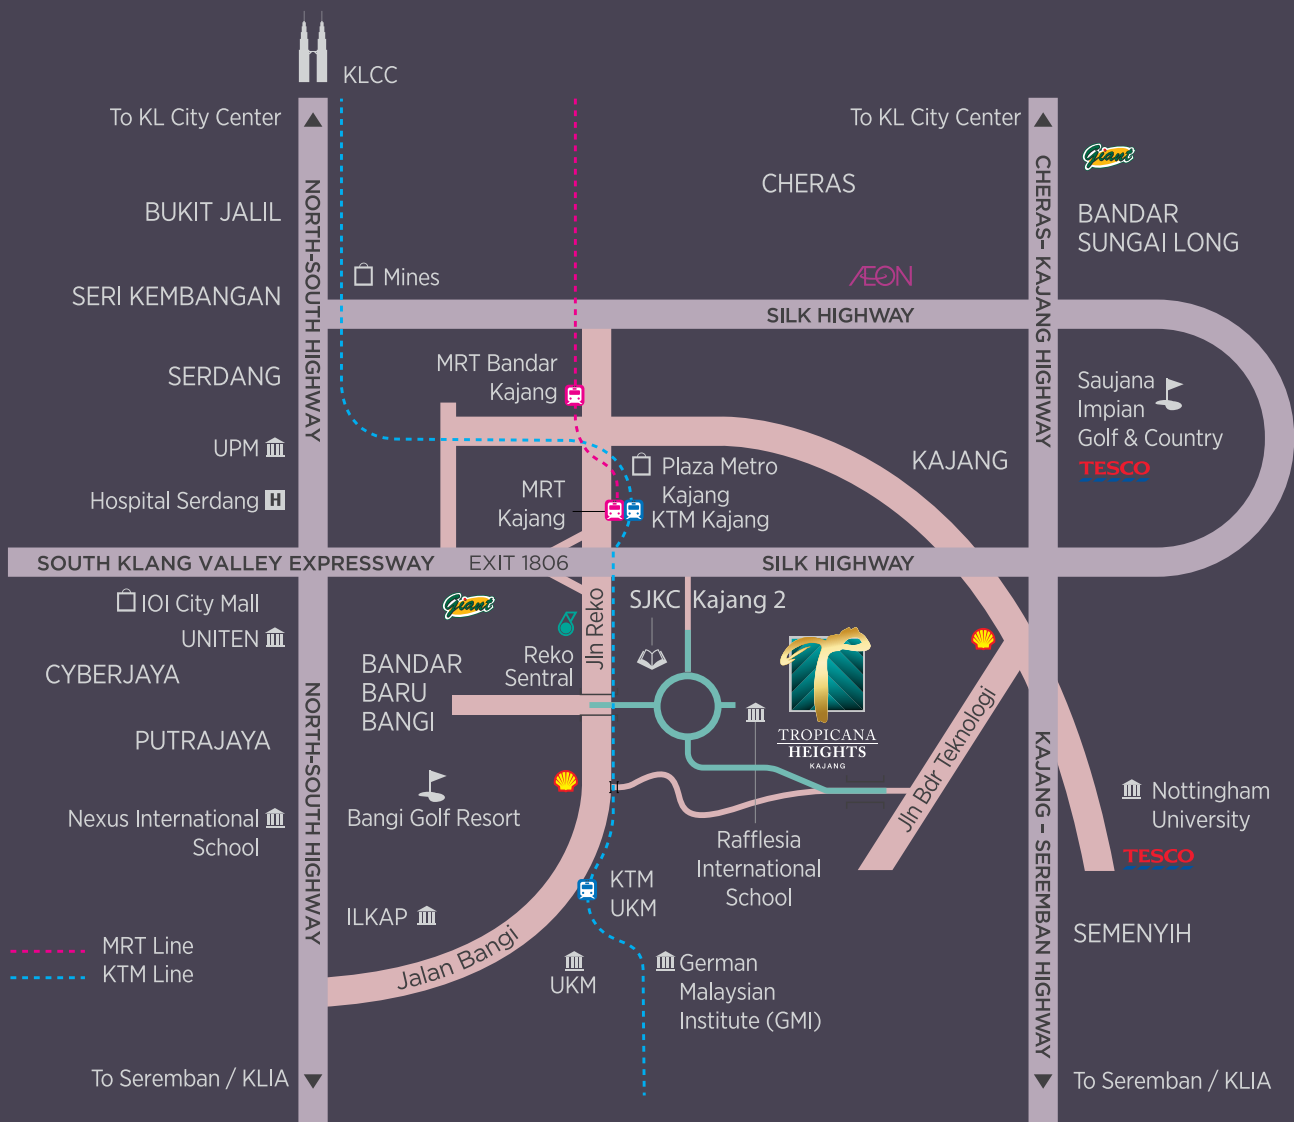 KLCC
To KL City Center
To KL City Center
NORTH-SOUTH HIGHWAY
CHERAS- KAJANG HIGHWAY
Giant
CHERAS
BUKIT JALIL
BANDAR
SUNGAI LONG
Mines
ÆON
SERI KEMBANGAN
SILK HIGHWAY
MRT Bandar
Kajang
SERDANG
Saujana
Impian
Golf & Country
TESCO
UPM
KAJANG
Plaza Metro
Kajang
Hospital Serdang
H
MRT
Kajang
KTM Kajang
SOUTH KLANG VALLEY EXPRESSWAY
EXIT 1806
SILK HIGHWAY
IOI City Mall
Giant
SJKC Kajang 2
Jln Reko
UNITEN
Reko
Sentral
CYBERJAYA
BANDAR
BARU
BANGI
TROPICANA
HEIGHTS
KAJANG
PUTRAJAYA
NORTH-SOUTH HIGHWAY
Jln Bdr Teknologi
KAJANG - SEREMBAN HIGHWAY
Nottingham
University
Bangi Golf Resort
Nexus International
School
Rafflesia
International
School
TESCO
KTM
UKM
ILKAP
SEMENYIH
MRT Line
KTM Line
Jalan Bangi
UKM
German
Malaysian
Institute (GMI)
To Seremban / KLIA
To Seremban / KLIA